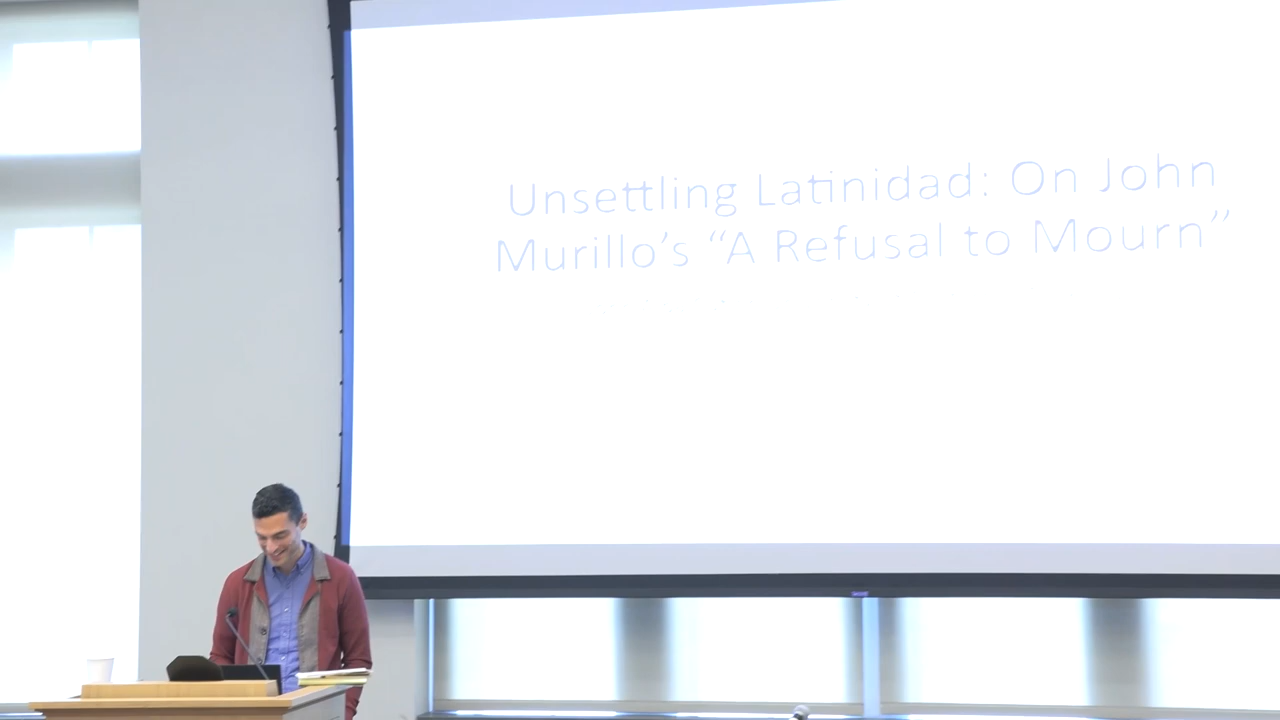 Unsettling Latinidad: On John
Murillo’s “A Refusal to Mourn”